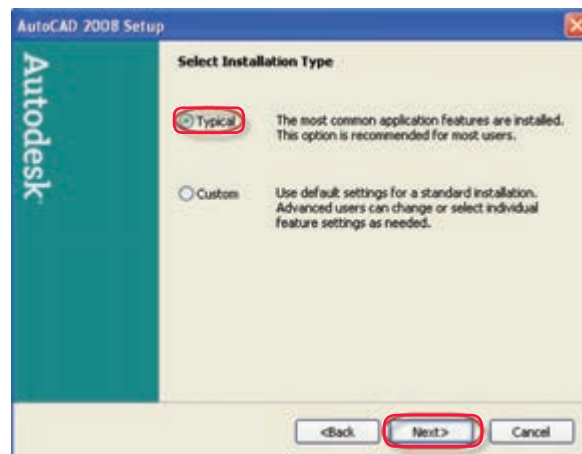 AutoCAD 2008 Setup
Autodesk
Select Installation Type
Typical
The most common application features are installed.
This option is recommended for most users.
Custom
Use default settings for a standard installation.
Advanced users can change or select individual
feature settings as needed.
<Back
Next>
Cancel